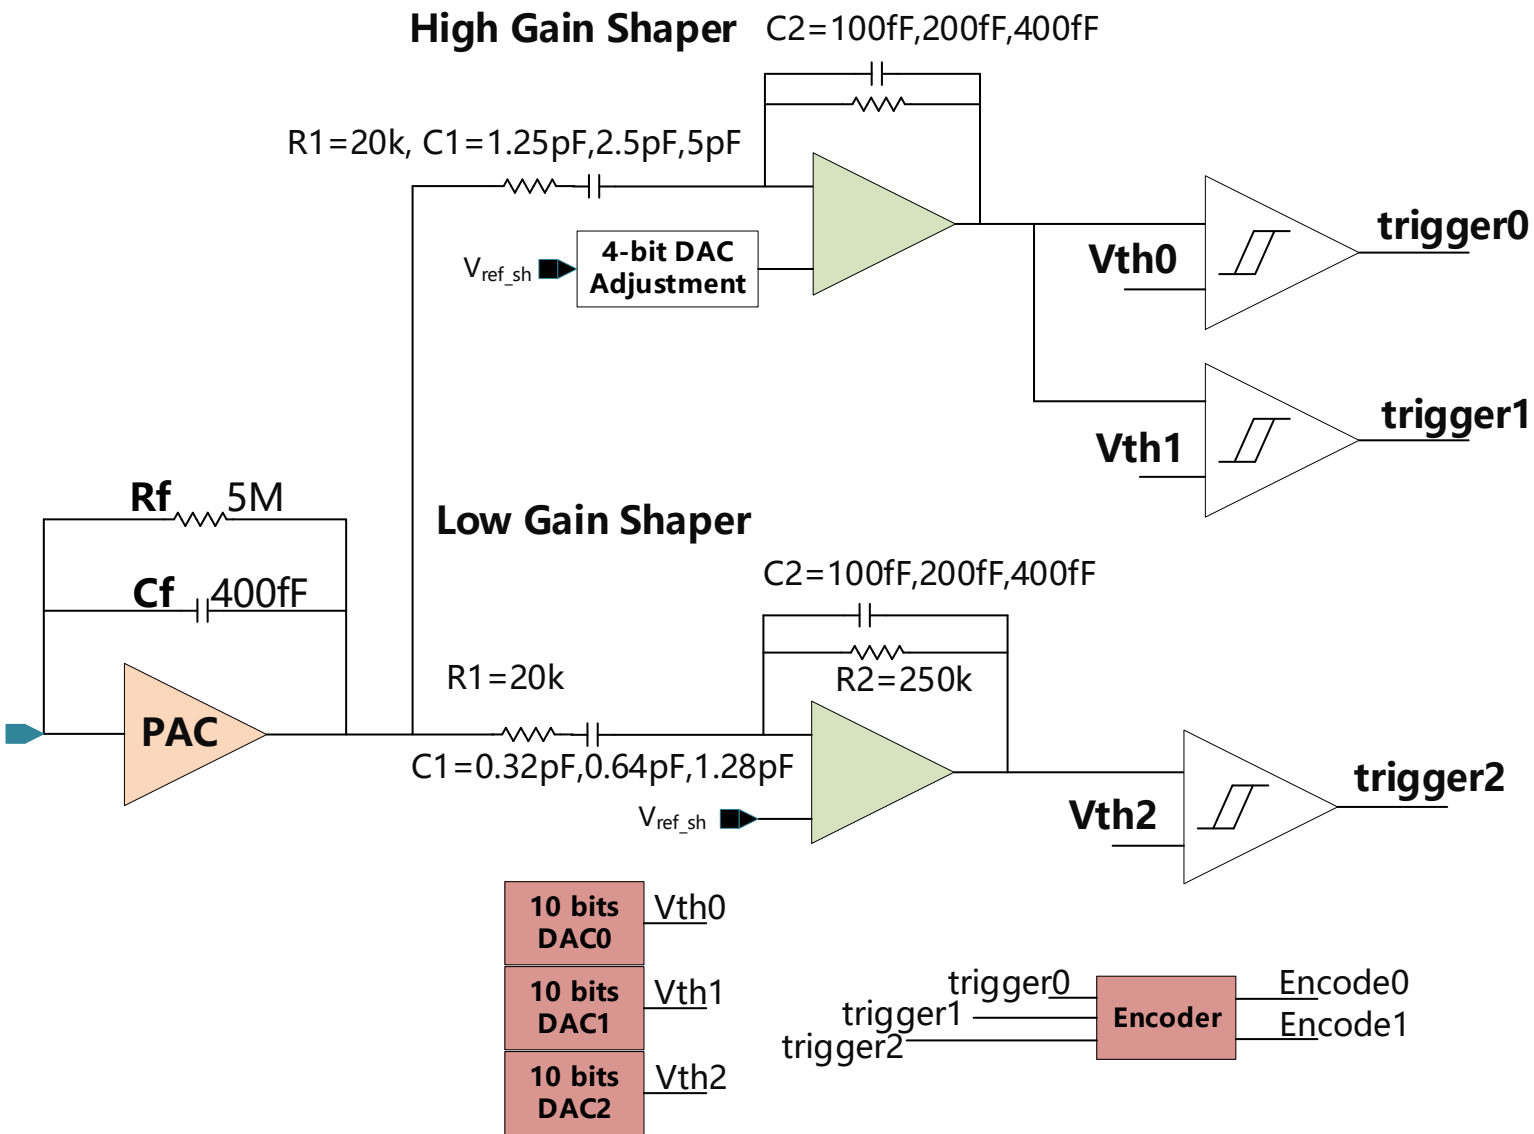 High Gain Shaper
C2=100fF,200fF,400fF
R1=20k, C1=1.25pF,2.5pF,5pF
4-bit DAC
Adjustment
Vref_sh
Vth0
trigger0
Vth1
trigger1
Rf 5M
Cf 400fF
PAC
Low Gain Shaper
C2=100fF,200fF,400fF
R1=20k
R2=250k
C1=0.32pF,0.64pF,1.28pF
Vref_sh
Vth2
trigger2
10 bits
DAC0
Vth0
10 bits
DAC1
Vth1
10 bits
DAC2
Vth2
trigger0
trigger1
trigger2
Encoder
Encode0
Encode1